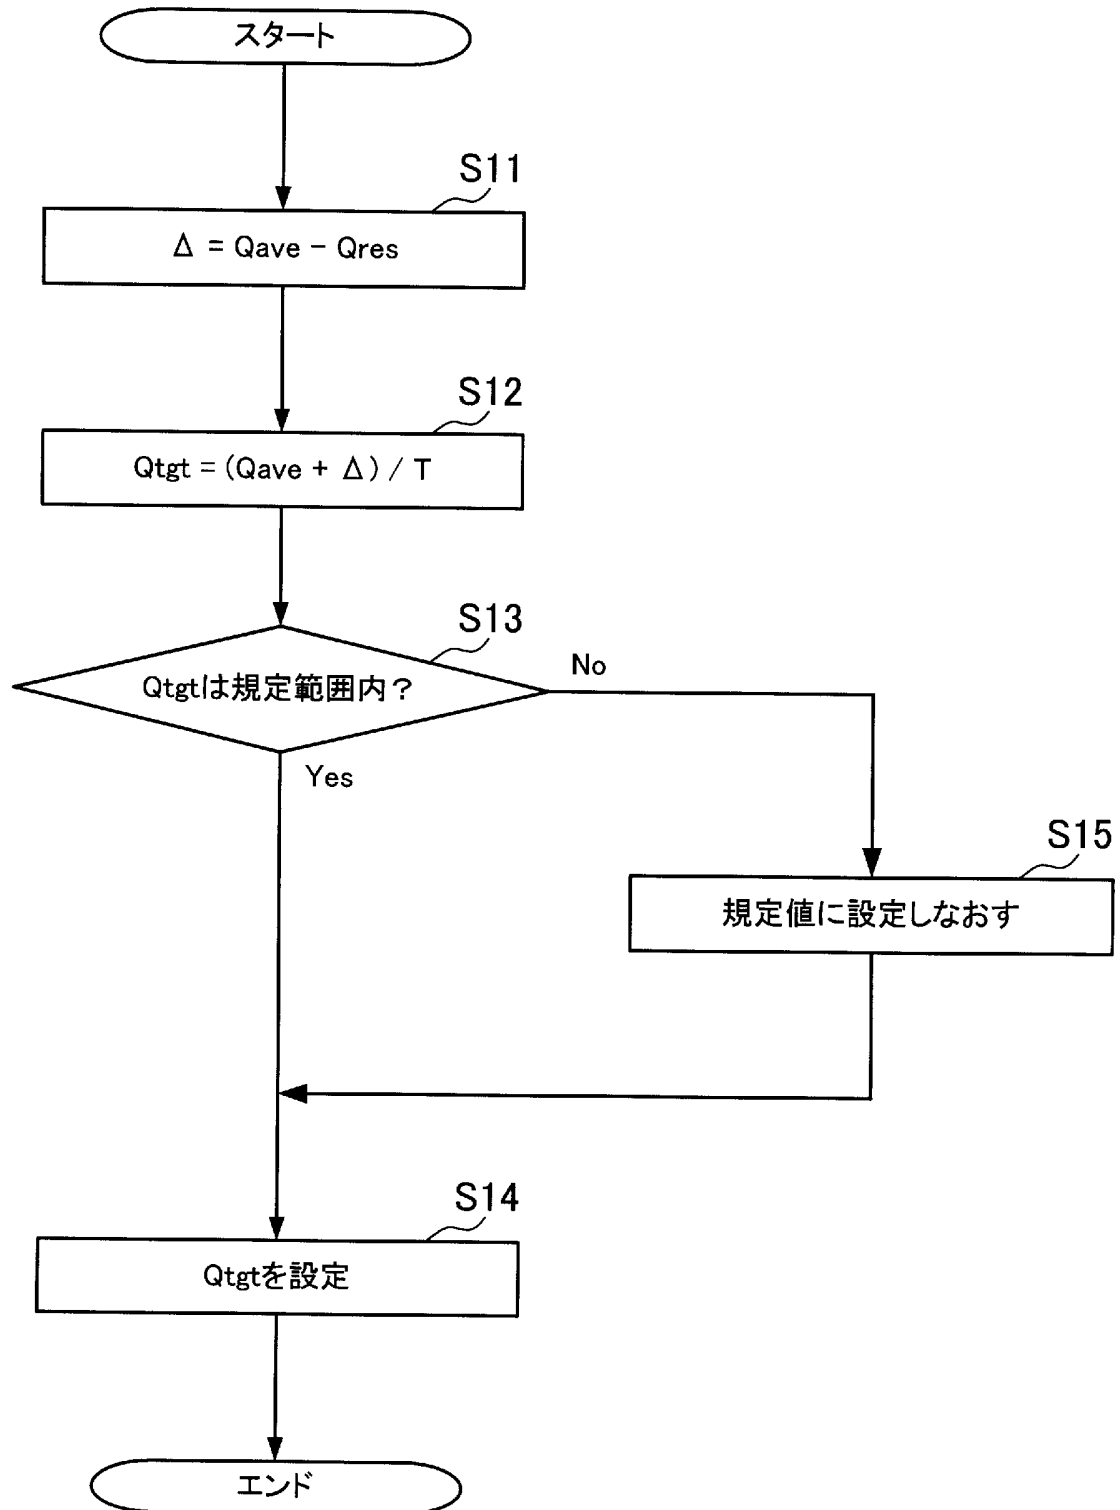 スタート
S11
Δ = Qave − Qres
S12
Qtgt = (Qave + Δ) / T
S13
Qtgtは規定範囲内？
No
Yes
S15
規定値に設定しなおす
S14
Qtgtを設定
エンド